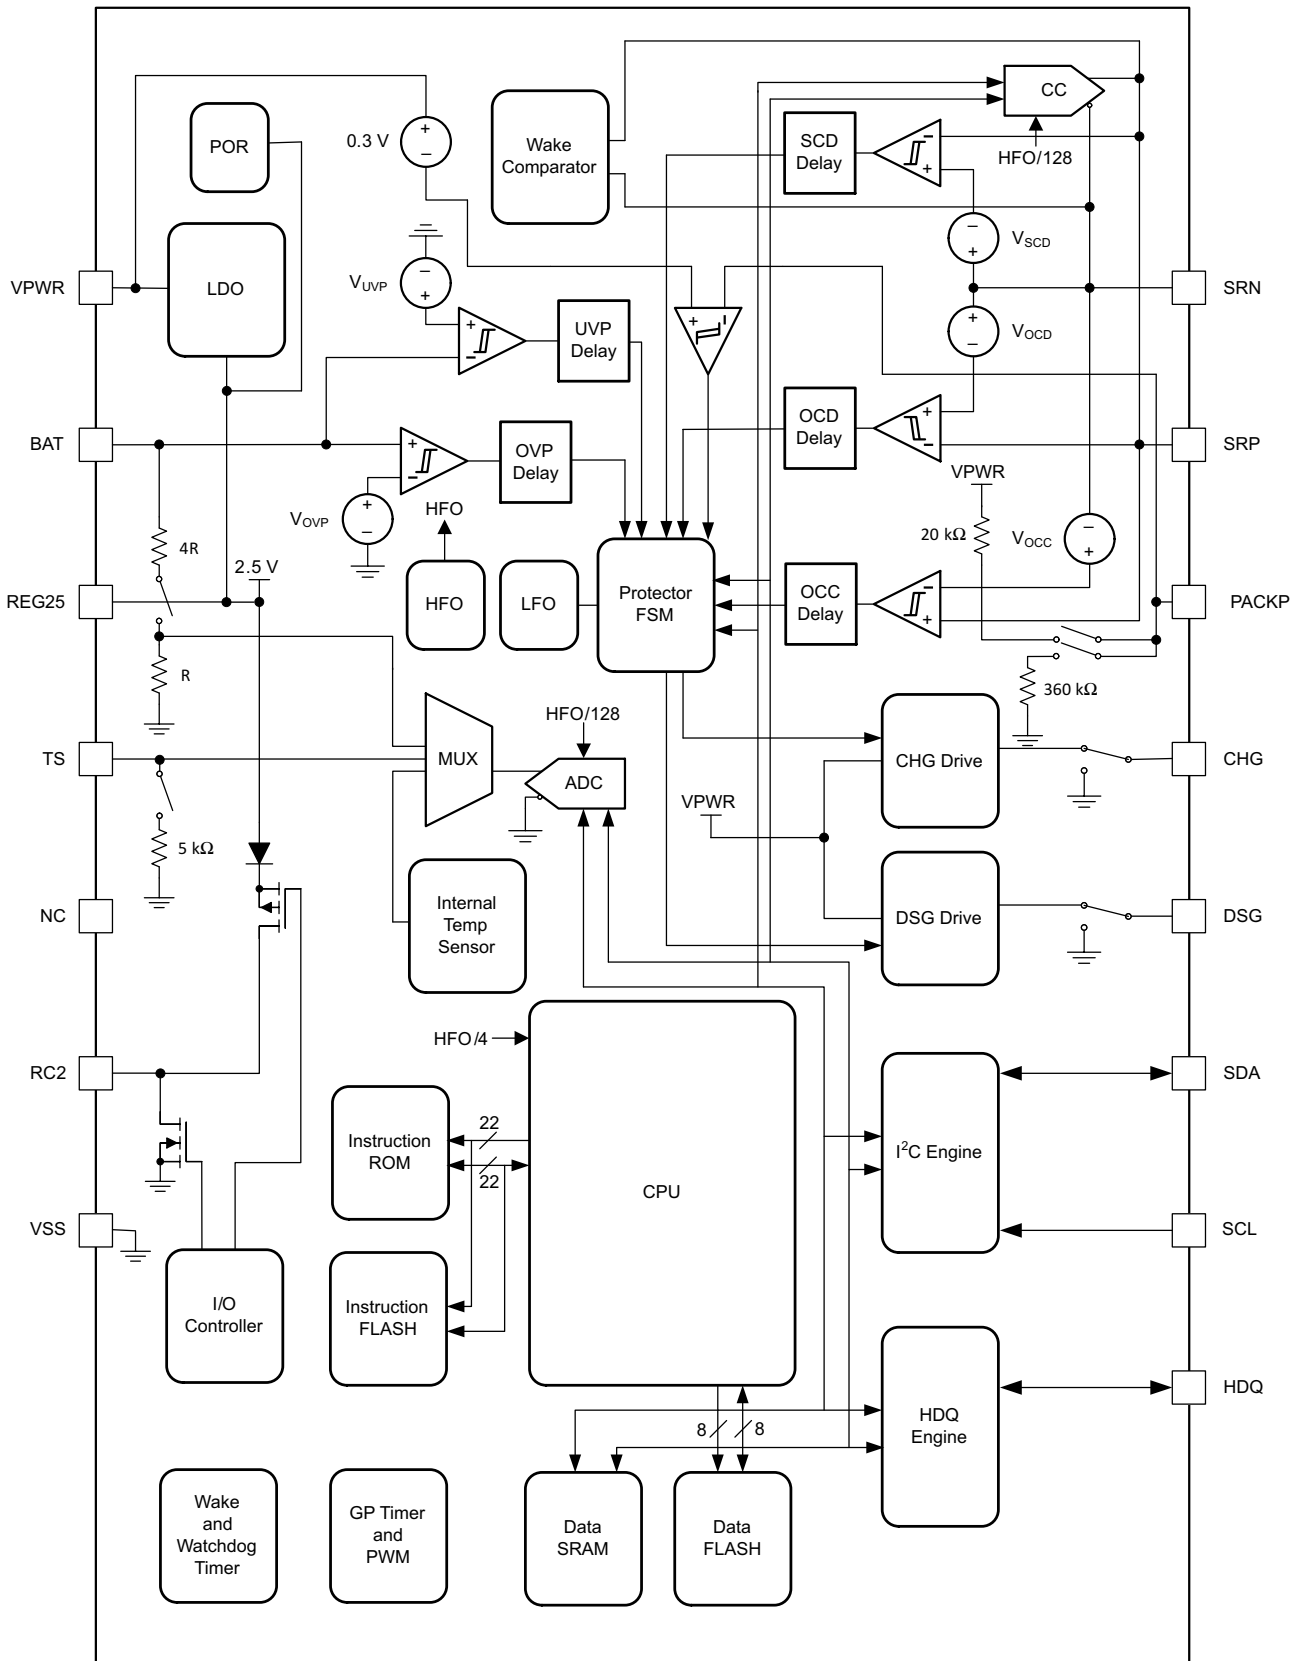 CC
POR
0.3 V
+
−
Wake
Comparator
SCD
Delay
−
+
HFO/128
−
+
VSCD
VPWR
LDO
VUVP
−
+
SRN
+
−
UVP
Delay
+
−
+
−
VOCD
BAT
+
−
OVP
Delay
OCD
Delay
+
−
SRP
VOVP
+
−
HFO
VPWR
20 kΩ
VOCC
−
+
4R
2.5 V
REG25
HFO
LFO
Protector
FSM
OCC
Delay
−
+
PACKP
R
360 kΩ
HFO/128
TS
MUX
ADC
CHG Drive
CHG
VPWR
5 kΩ
NC
Internal
Temp
Sensor
DSG Drive
DSG
HFO/4
RC2
SDA
22
Instruction
ROM
22
CPU
I2C Engine
VSS
SCL
I/O
Controller
Instruction
FLASH
HDQ
HDQ
Engine
8
8
Wake
and
Watchdog
Timer
GP Timer
and
PWM
Data
SRAM
Data
FLASH